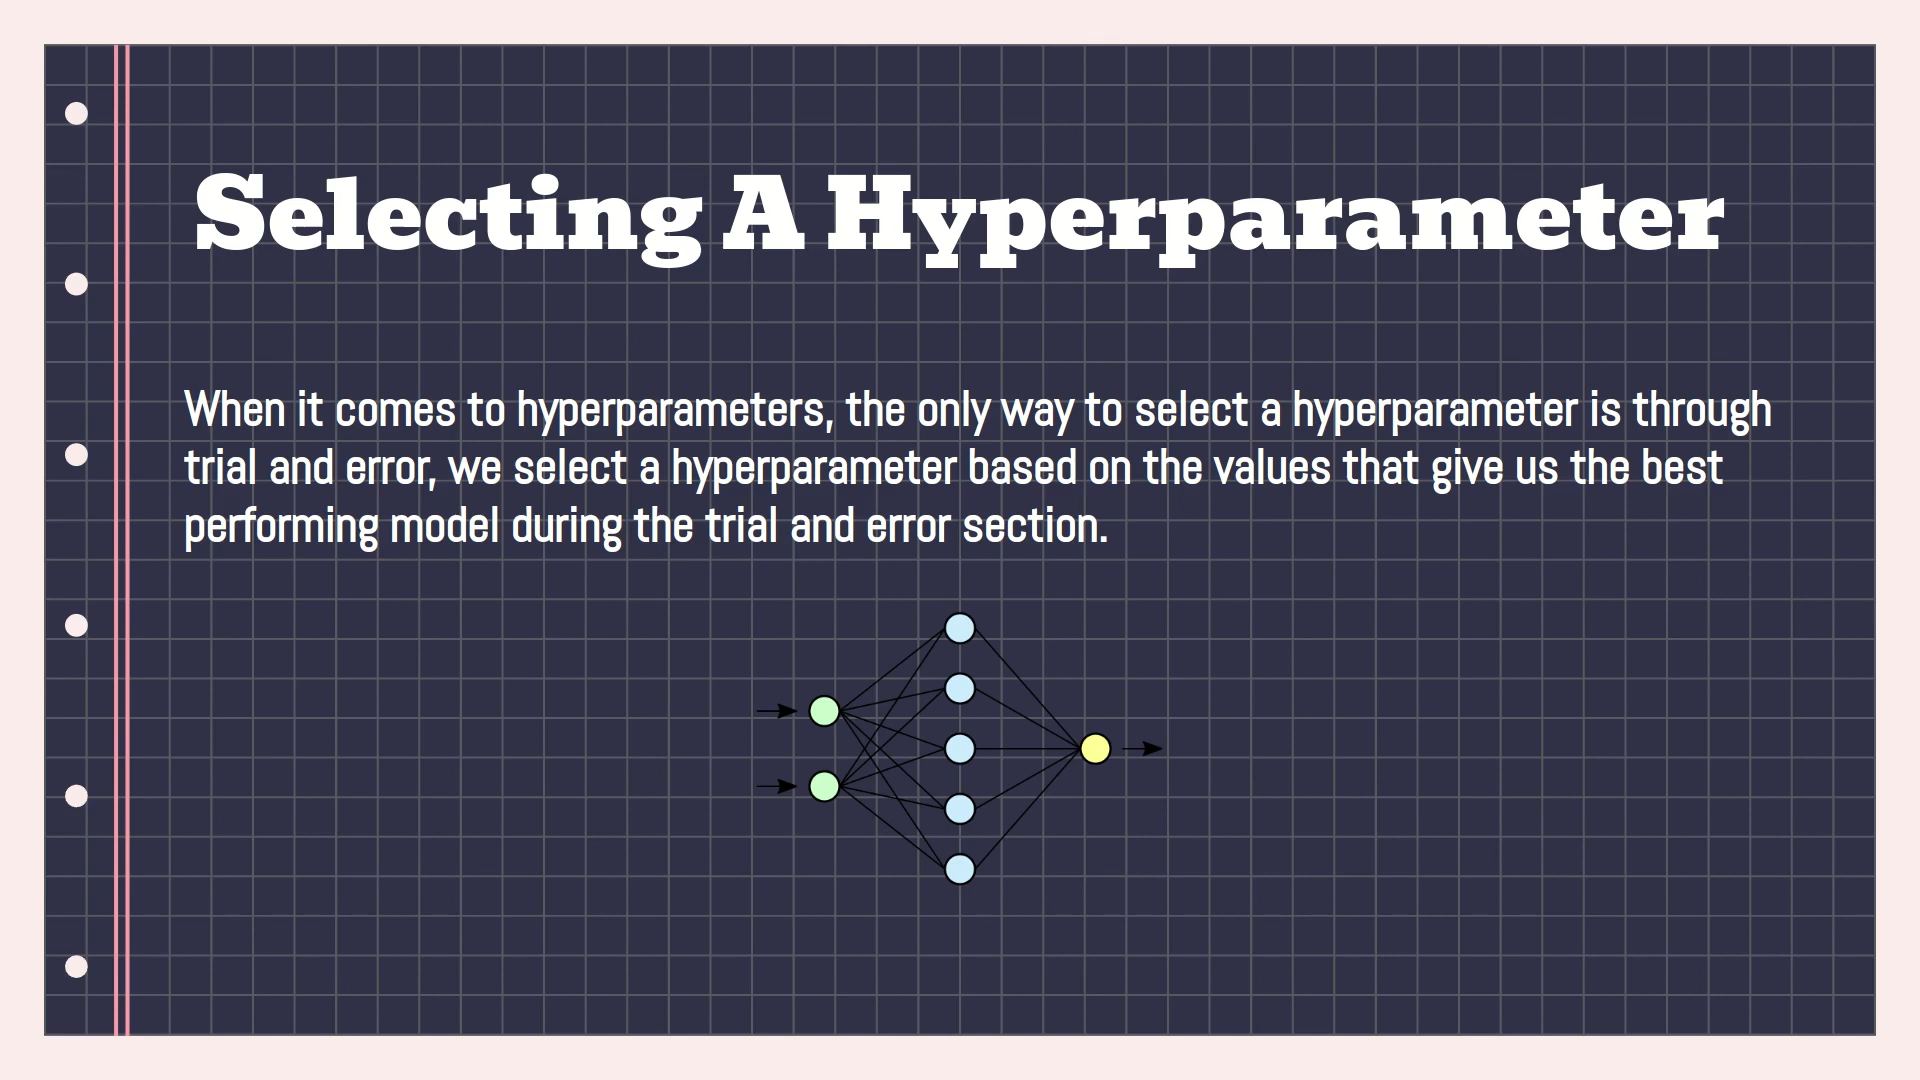 Selecting A Hyperparameter
When it comes to hyperparameters, the only way to select a hyperparameter is through
trial and error, we select a hyperparameter based on the values that give us the best
performing model during the trial and error section.